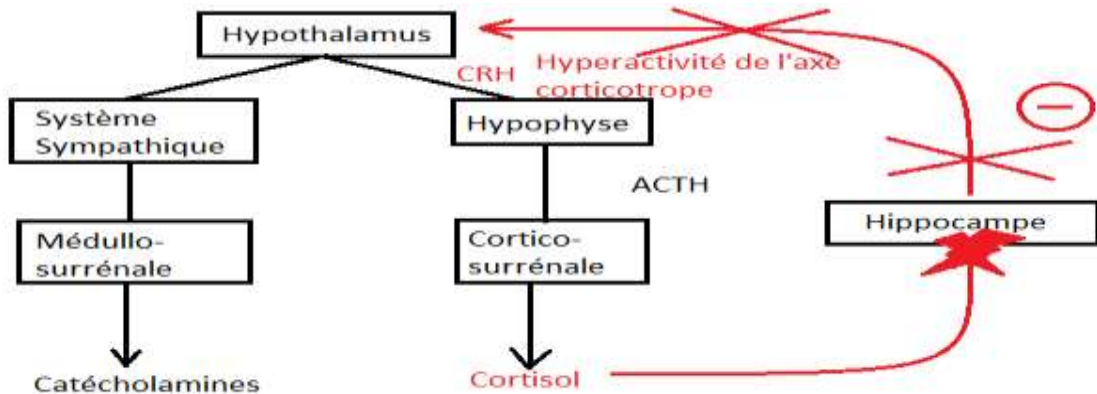 Hypothalamus
CRH
Hyperactivité de l'axe
corticotrope
Système
Sympathique
Hypophyse
ACTH
Hippocampe
Médullo-
surrénale
Cortico-
surrénale
Catécholamines
Cortisol